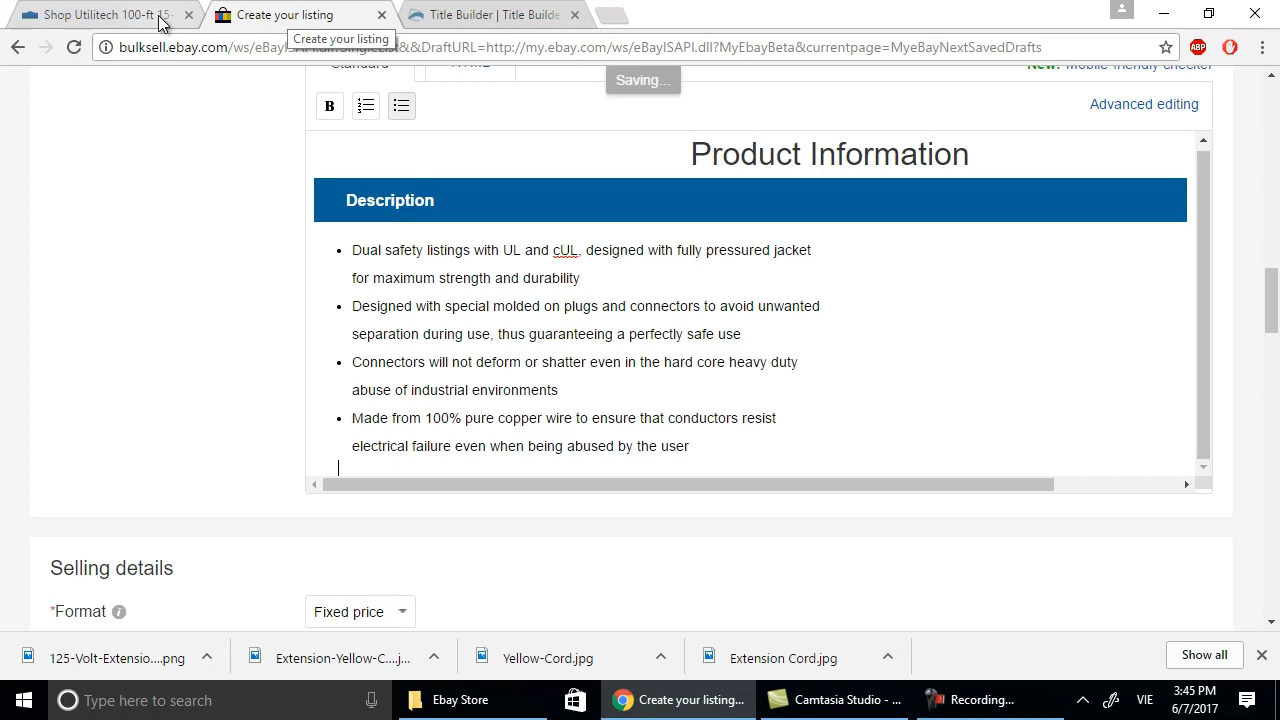 Shop Utilitech 100-ft 15-
Create your listing
Title Builder | Title Builde
Create your listing
bulksell.ebay.com/ws/eBayISAPI.dll?SingleList&&DraftURL=http://my.ebay.com/ws/eBayISAPI.dll?MyEbayBeta&currentpage=MyeBayNextSavedDrafts
Standard
HTML
New! Mobile-friendly checker
Saving...
B
Advanced editing
Product Information
Description
• Dual safety listings with UL and cUL, designed with fully pressured jacket
for maximum strength and durability
• Designed with special molded on plugs and connectors to avoid unwanted
separation during use, thus guaranteeing a perfectly safe use
• Connectors will not deform or shatter even in the hard core heavy duty
abuse of industrial environments
• Made from 100% pure copper wire to ensure that conductors resist
electrical failure even when being abused by the user
Selling details
*Format
Fixed price
125-Volt-Extensio....png
Extension-Yellow-C....j...
Yellow-Cord.jpg
Extension Cord.jpg
Show all
Type here to search
Ebay Store
Create your listing...
Camtasia Studio - ...
Recording...
VIE
3:45 PM
6/7/2017